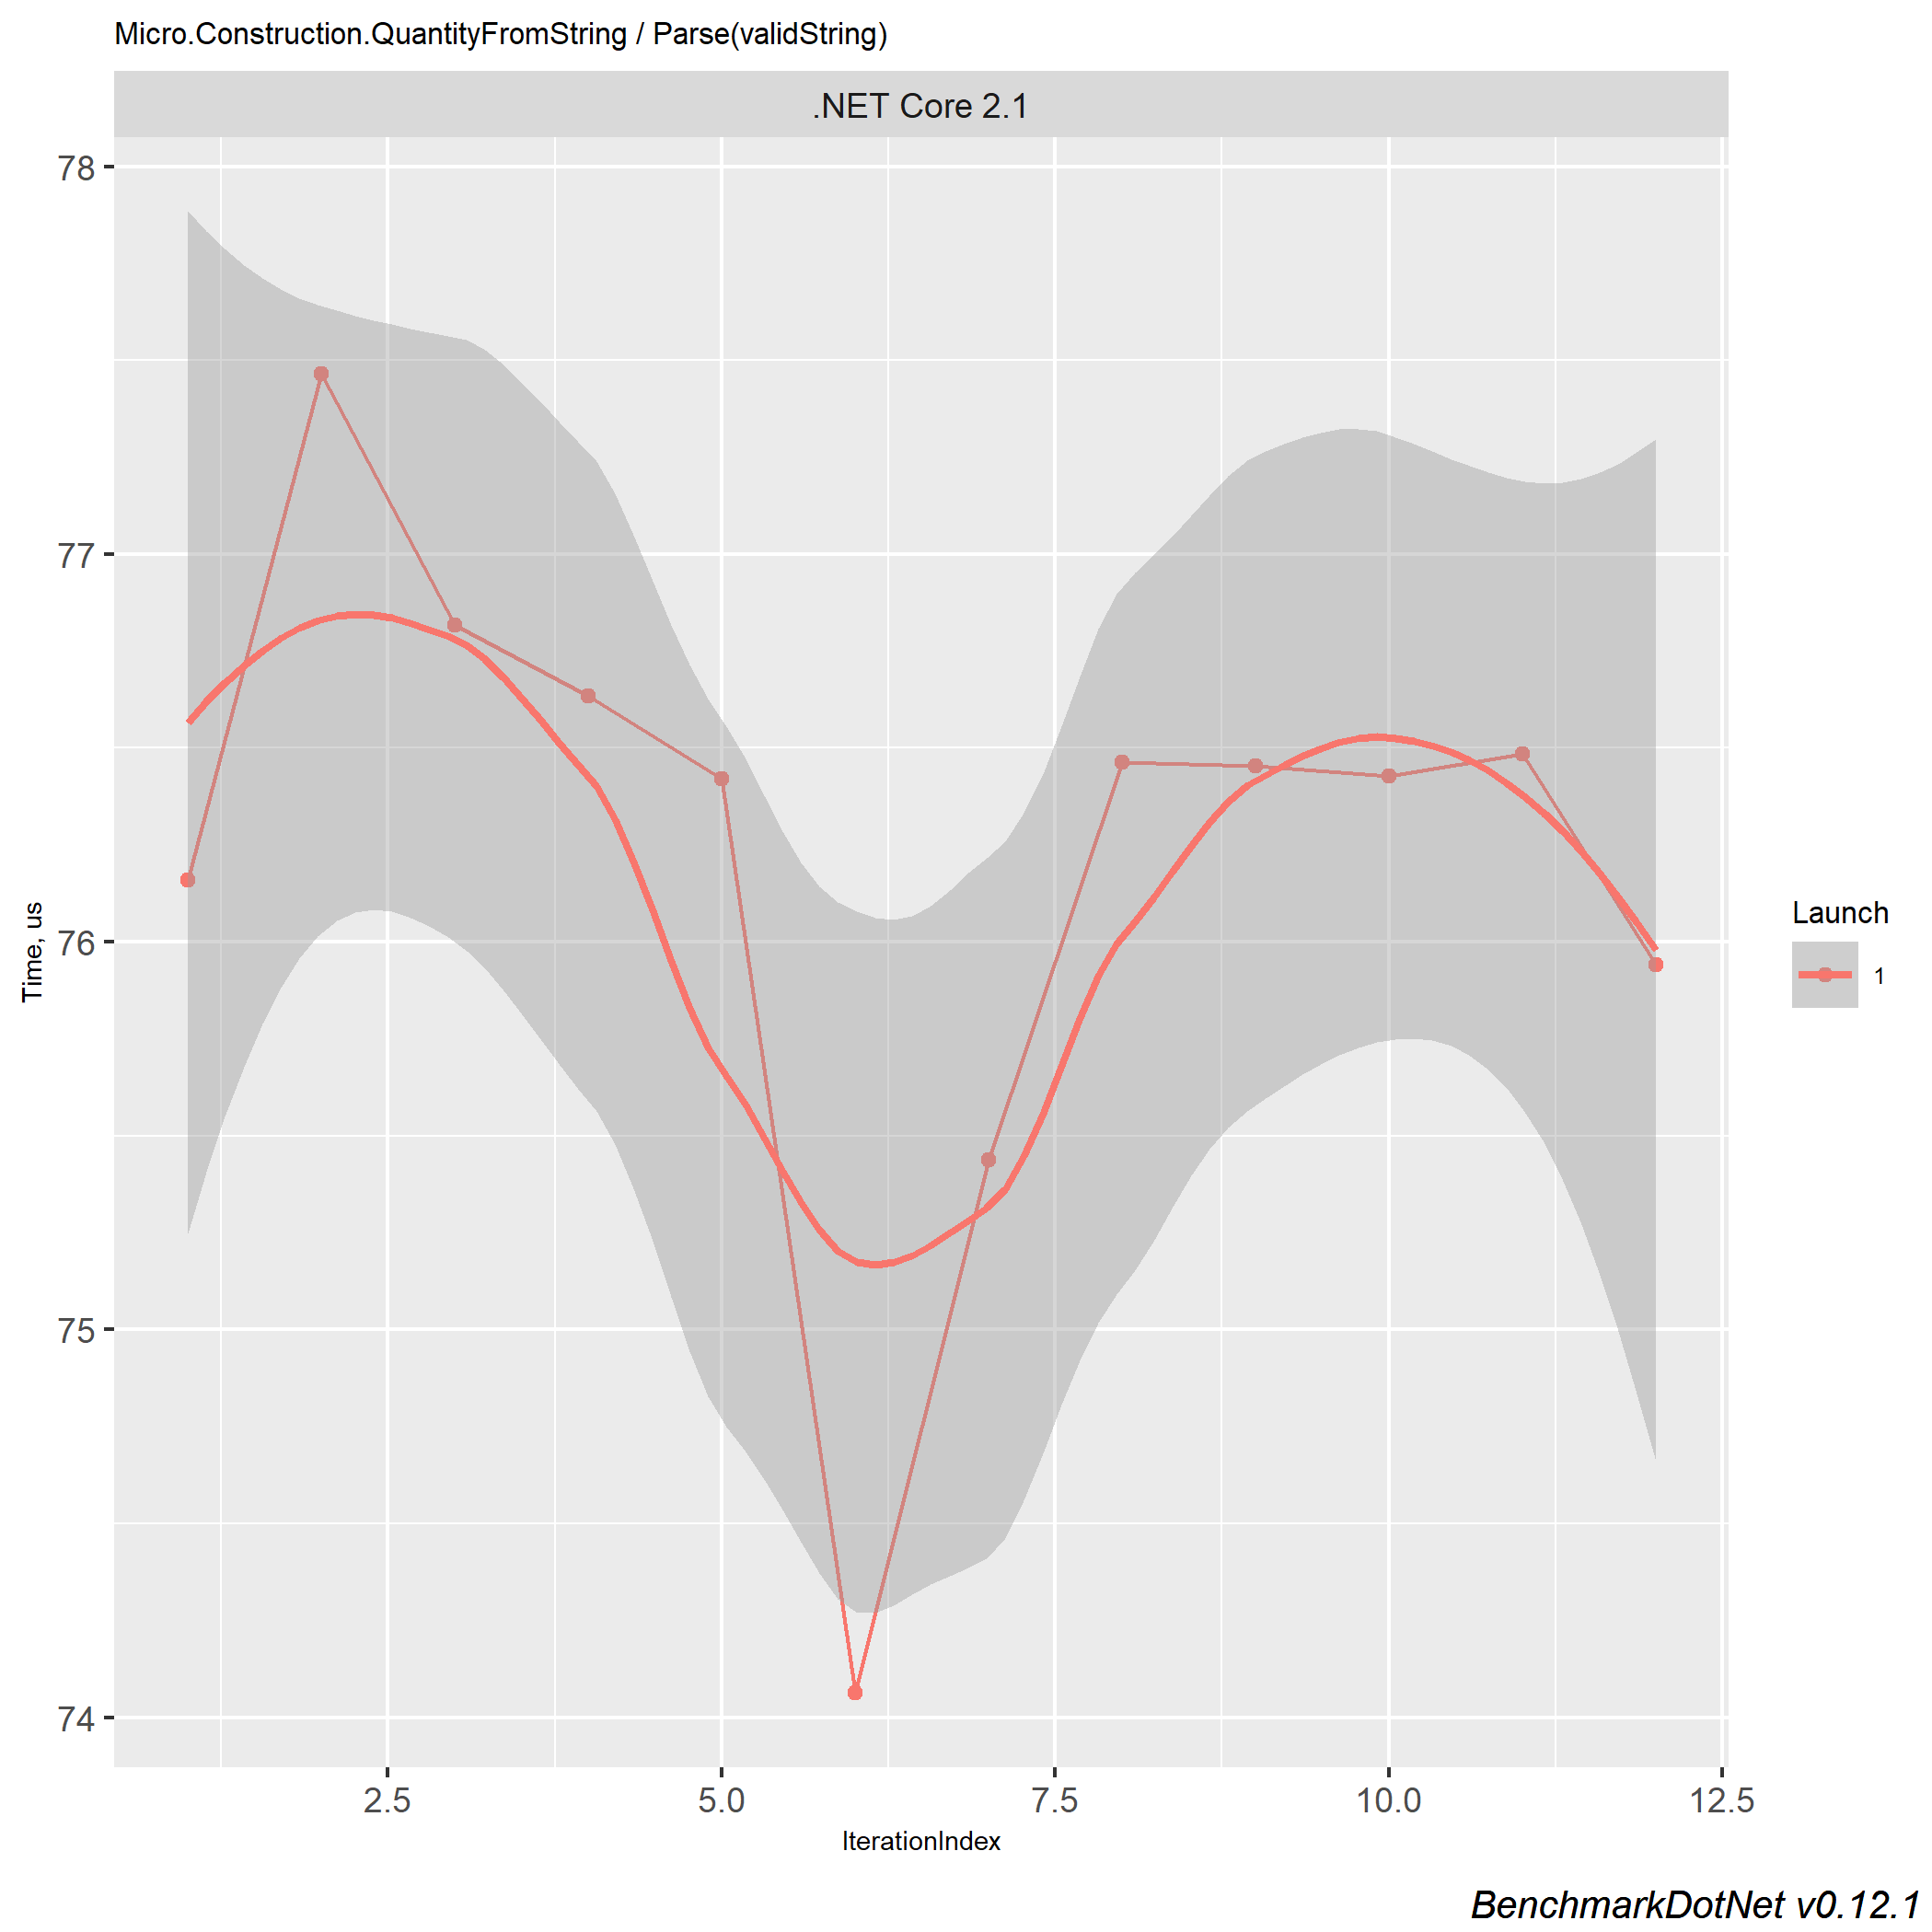 Micro.Construction.QuantityFromString / Parse(validString)
.NET Core 2.1
78
77
76
75
74
Time, us
2.5
5.0
7.5
10.0
12.5
IterationIndex
Launch
1
BenchmarkDotNet v0.12.1